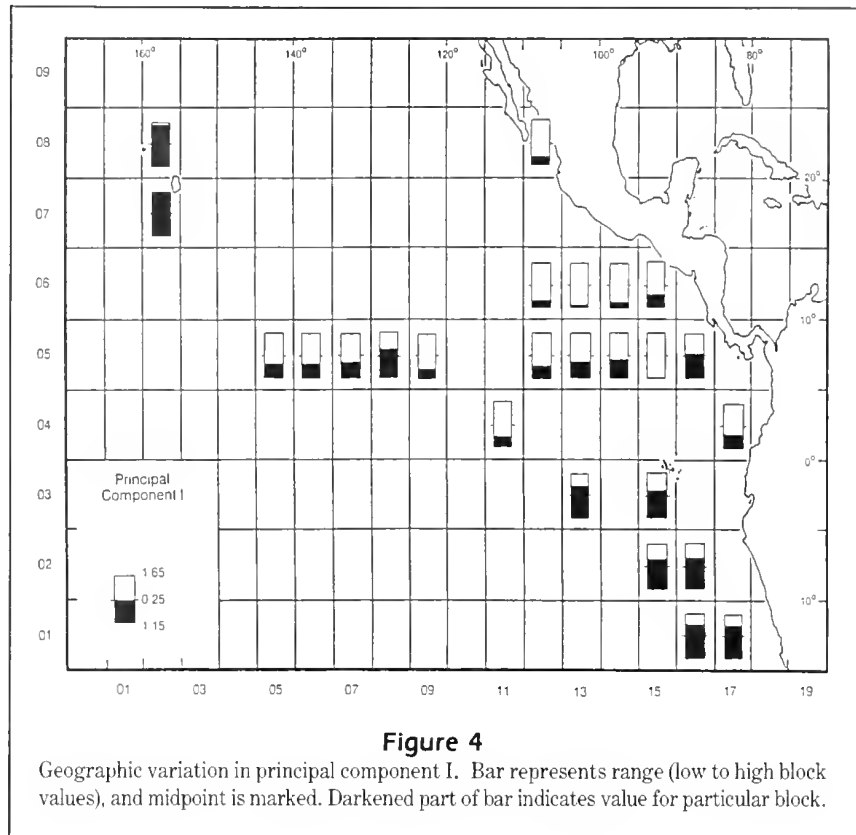 160° 140° 120° 100° 80°
09
08
20°
07
06
10°
05
04
0°
03
Principal
Component I
02
1 65
0 25
1 15
10°
01
01 03 05 07 09 11 13 15 17 19
Figure 4
Geographic variation in principal component I. Bar represents range (low to high block
values), and midpoint is marked. Darkened part of bar indicates value for particular block.